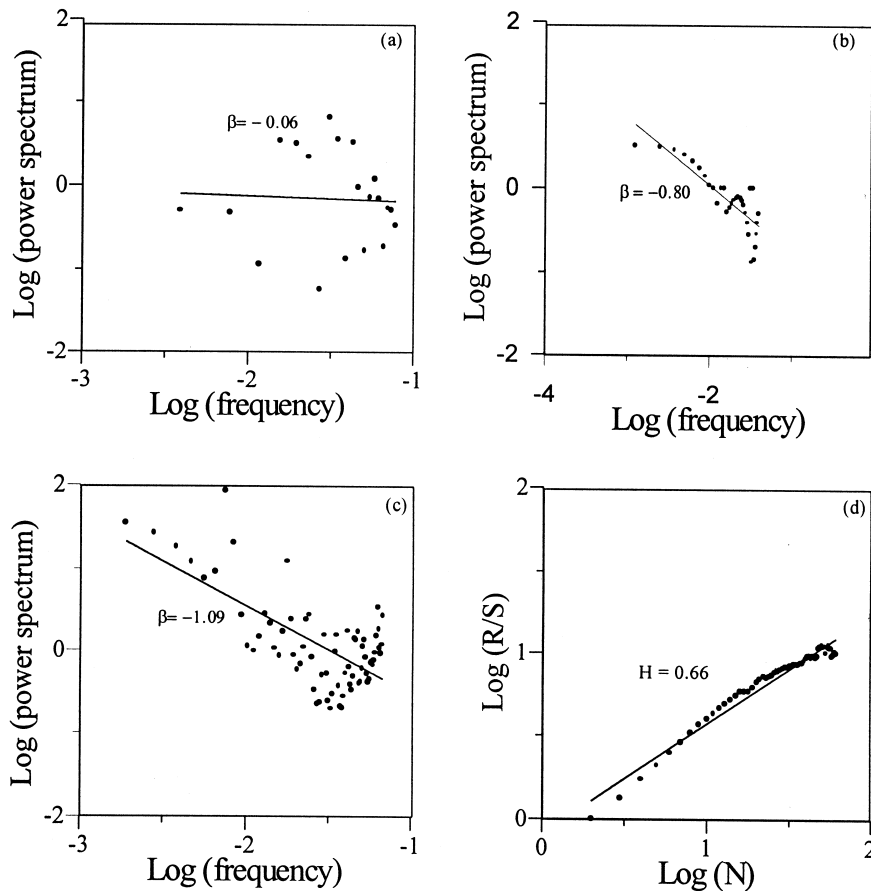 2
(a)
Log (power spectrum)
β= − 0.06
0
-2
-3
-2
-1
Log (frequency)
2
(b)
Log (power spectrum)
0
β = −0.80
-2
-4
-2
Log (frequency)
2
(c)
Log (power spectrum)
β= −1.09
0
-2
-3
-2
-1
Log (frequency)
2
(d)
Log (R/S)
H = 0.66
1
0
0
1
2
Log (N)